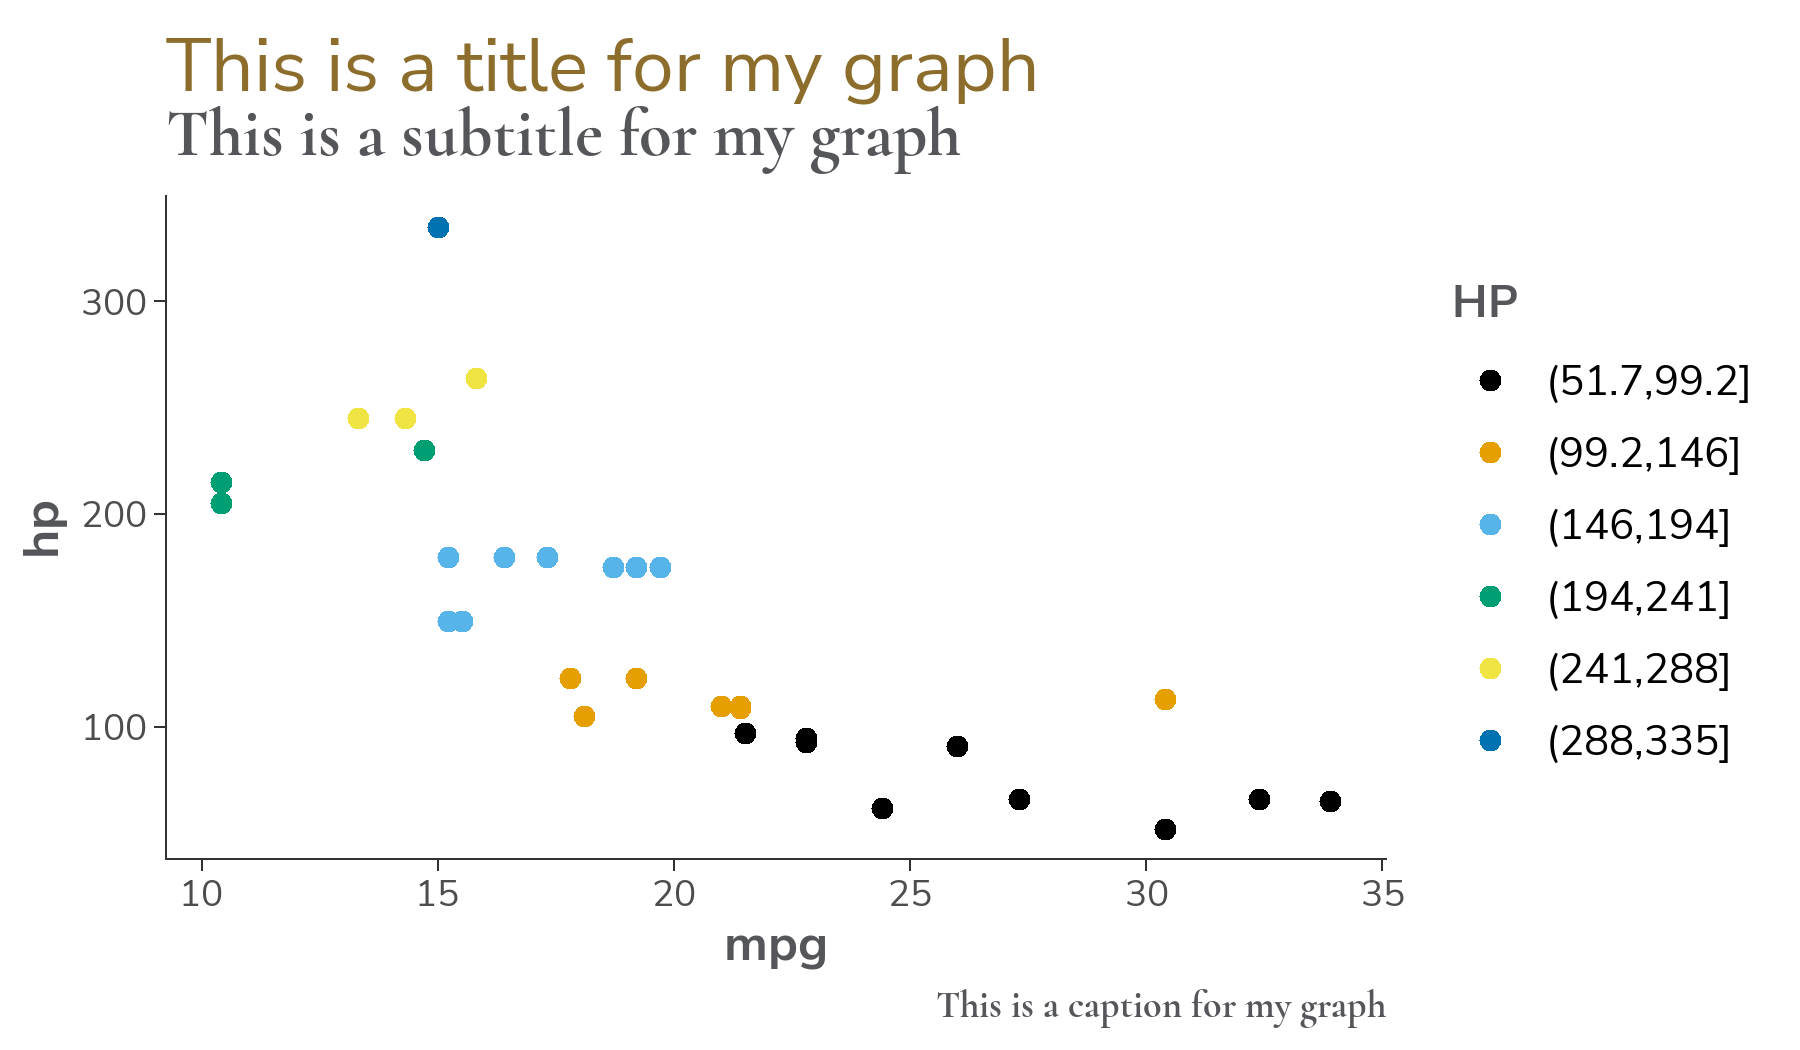 This is a title for my graph
This is a subtitle for my graph
hp
300
200
100
10 15 20 25 30 35
mpg
HP
(51.7,99.2]
(99.2,146]
(146,194]
(194,241]
(241,288]
(288,335]
This is a caption for my graph